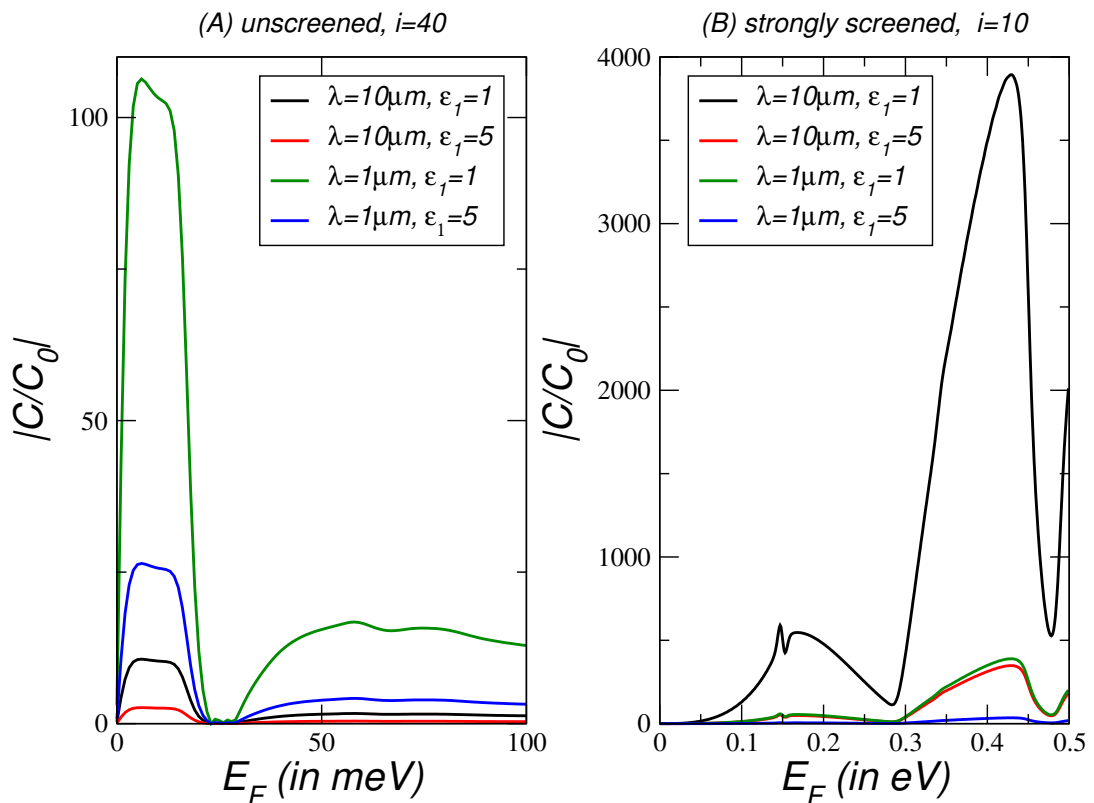 (A) unscreened, i=40
|C/C₀|
100
50
0
λ=10μm, ε₁=1
λ=10μm, ε₁=5
λ=1μm, ε₁=1
λ=1μm, ε₁=5
0 50 100
E_F (in meV)
(B) strongly screened, i=10
|C/C₀|
4000
3000
2000
1000
0
λ=10μm, ε₁=1
λ=10μm, ε₁=5
λ=1μm, ε₁=1
λ=1μm, ε₁=5
0 0.1 0.2 0.3 0.4 0.5
E_F (in eV)